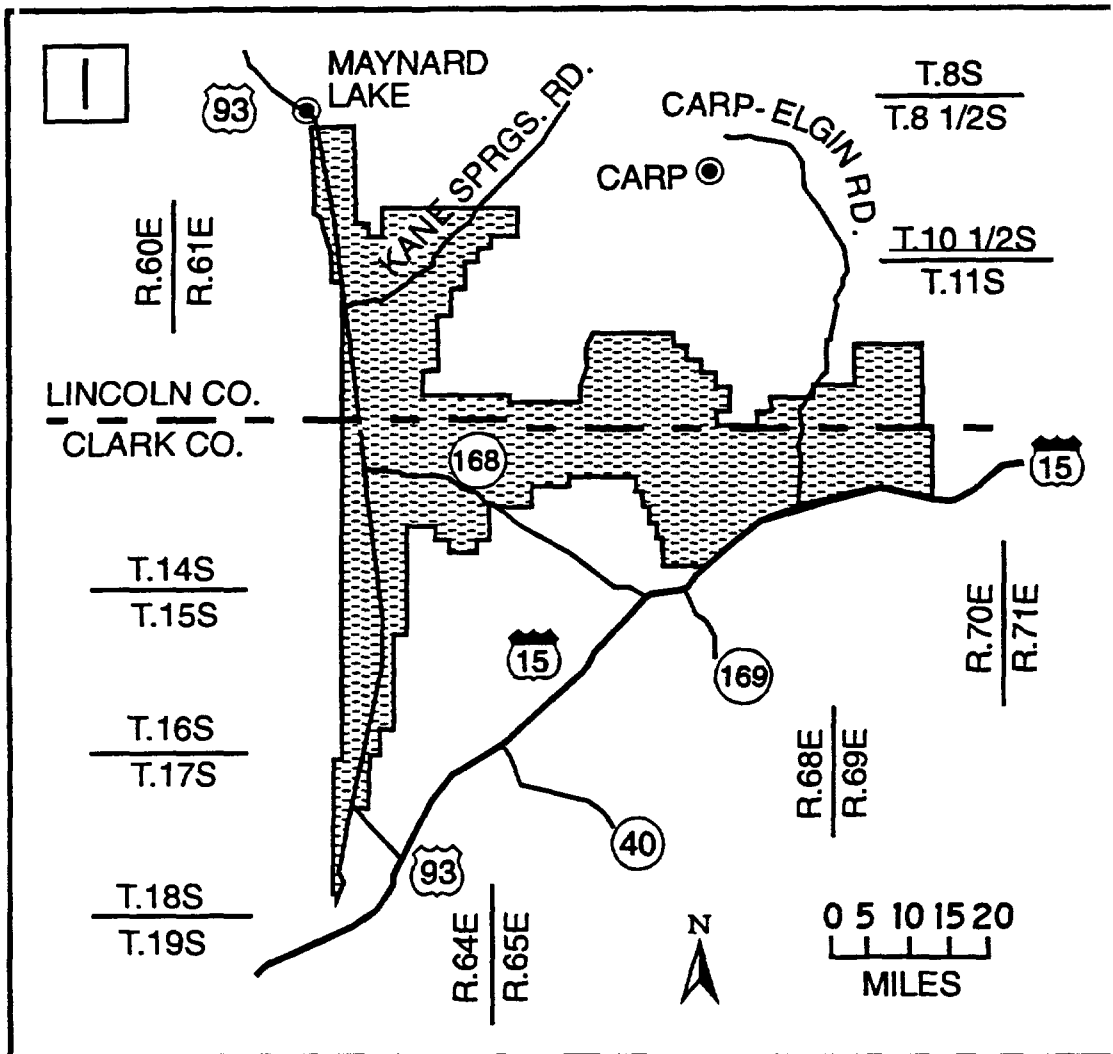 I
MAYNARD
LAKE
93
KANE SPRGS. RD.
CARP-ELGIN RD.
CARP
T.8S
T.8 1/2S
R.60E
R.61E
T.10 1/2S
T.11S
LINCOLN CO.
CLARK CO.
168
15
T.14S
T.15S
R.70E
R.71E
15
169
T.16S
T.17S
R.68E
R.69E
40
93
T.18S
T.19S
R.64E
R.65E
N
0 5 10 15 20
MILES